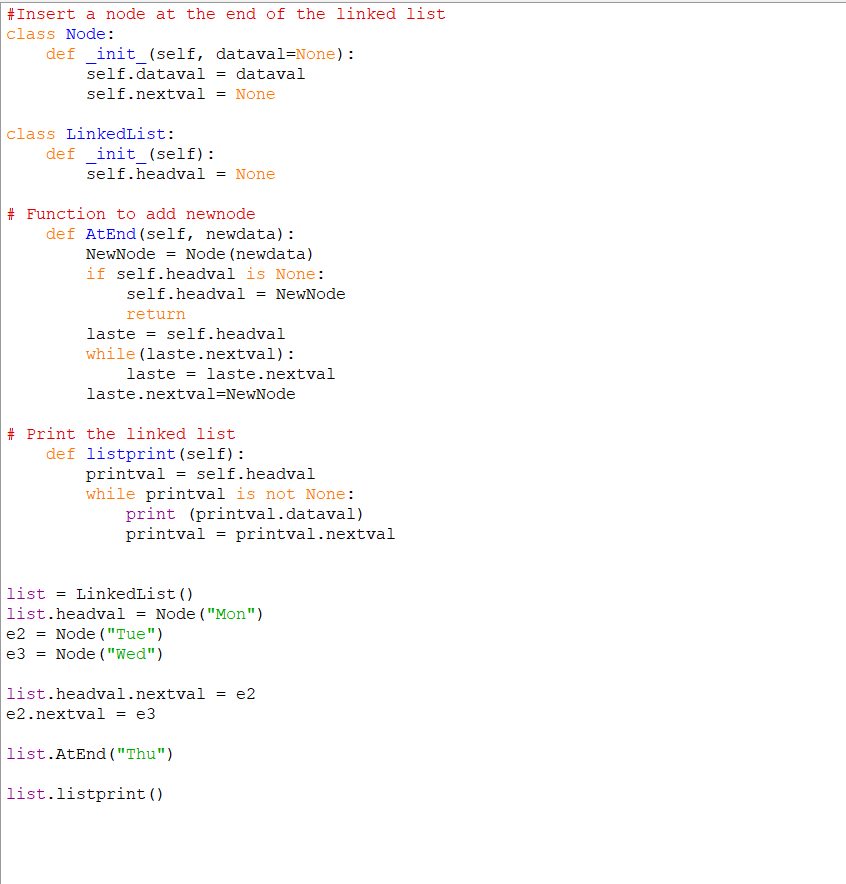 #Insert a node at the end of the linked list
class Node:
    def _init_(self, dataval=None):
        self.dataval = dataval
        self.nextval = None

class LinkedList:
    def _init_(self):
        self.headval = None

# Function to add newnode
    def AtEnd(self, newdata):
        NewNode = Node(newdata)
        if self.headval is None:
            self.headval = NewNode
            return
        laste = self.headval
        while(laste.nextval):
            laste = laste.nextval
        laste.nextval=NewNode

# Print the linked list
    def listprint(self):
        printval = self.headval
        while printval is not None:
            print (printval.dataval)
            printval = printval.nextval


list = LinkedList()
list.headval = Node("Mon")
e2 = Node("Tue")
e3 = Node("Wed")

list.headval.nextval = e2
e2.nextval = e3

list.AtEnd("Thu")

list.listprint()